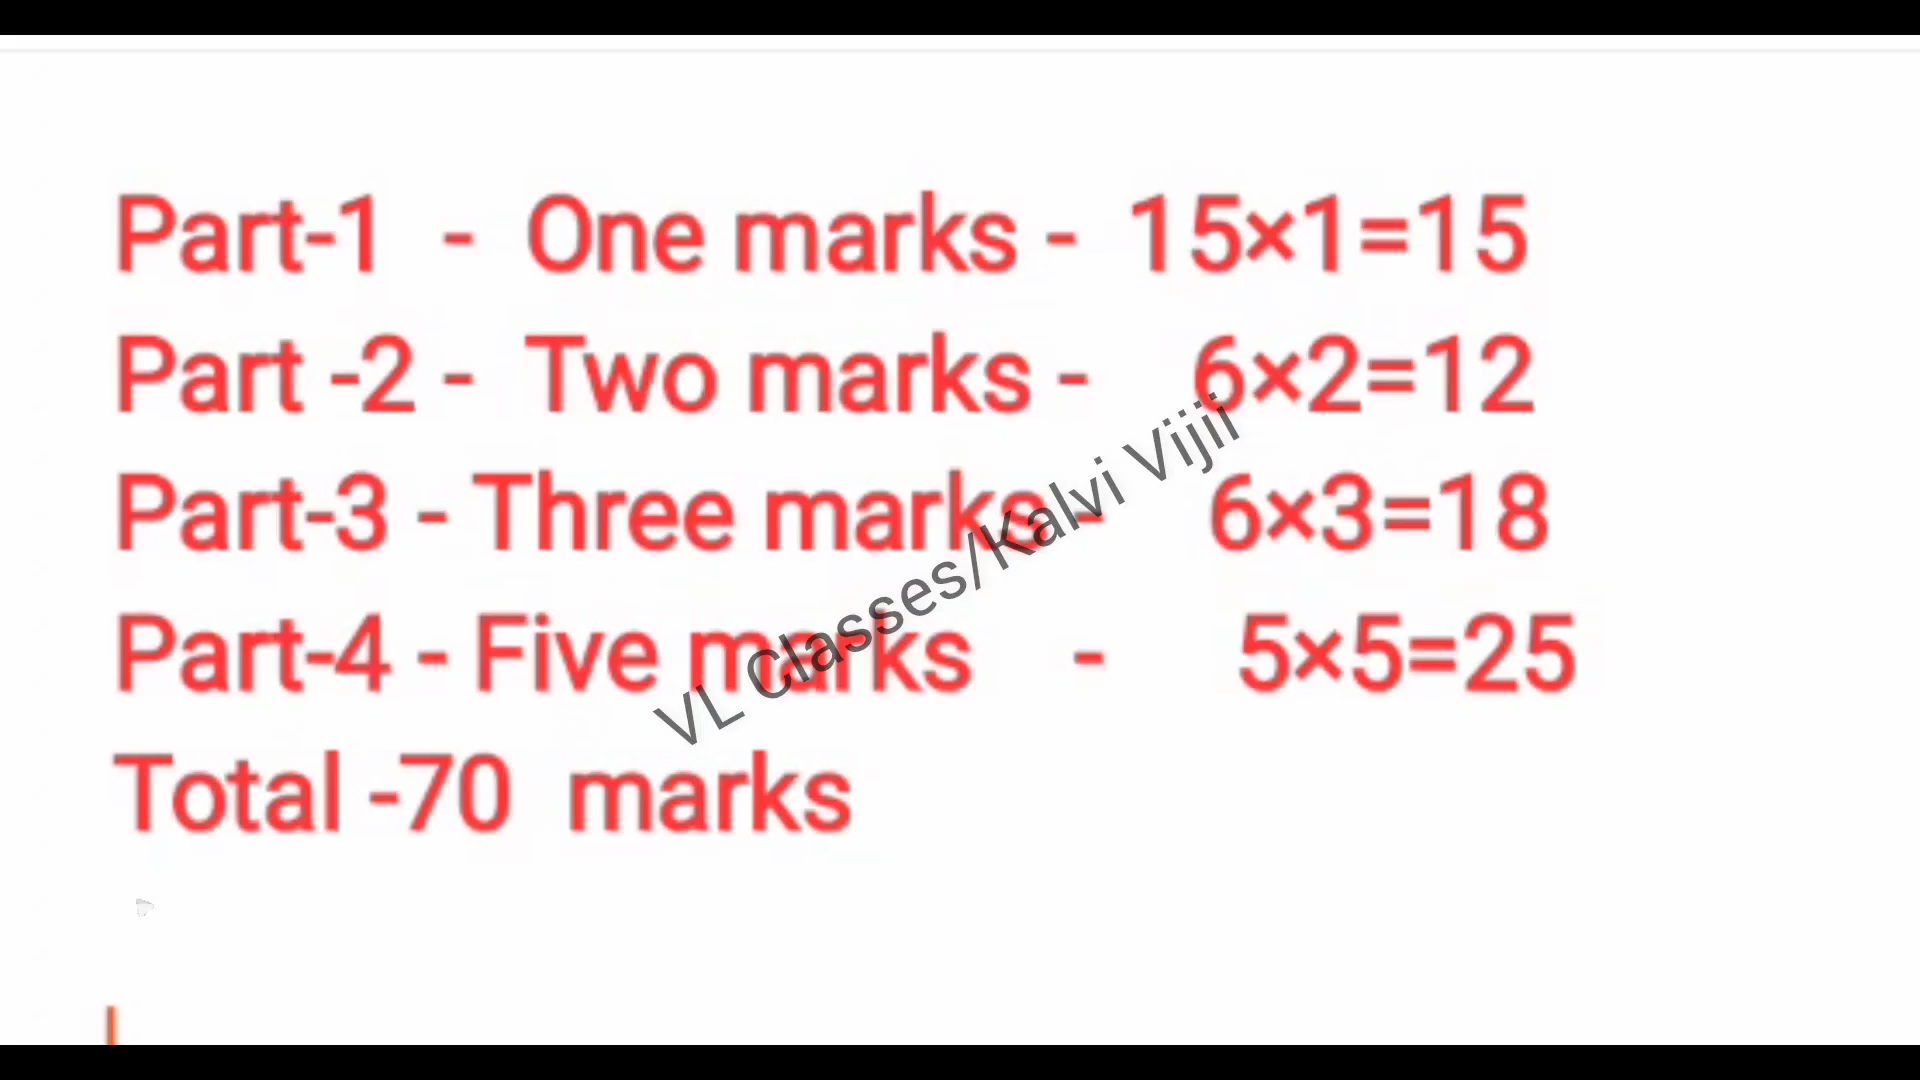 Part-1 - One marks - 15×1=15
Part -2 - Two marks - 6×2=12
Part-3 - Three marks - 6×3=18
Part-4 - Five marks - 5×5=25
Total -70 marks
VL Classes/Kalvi Vijii